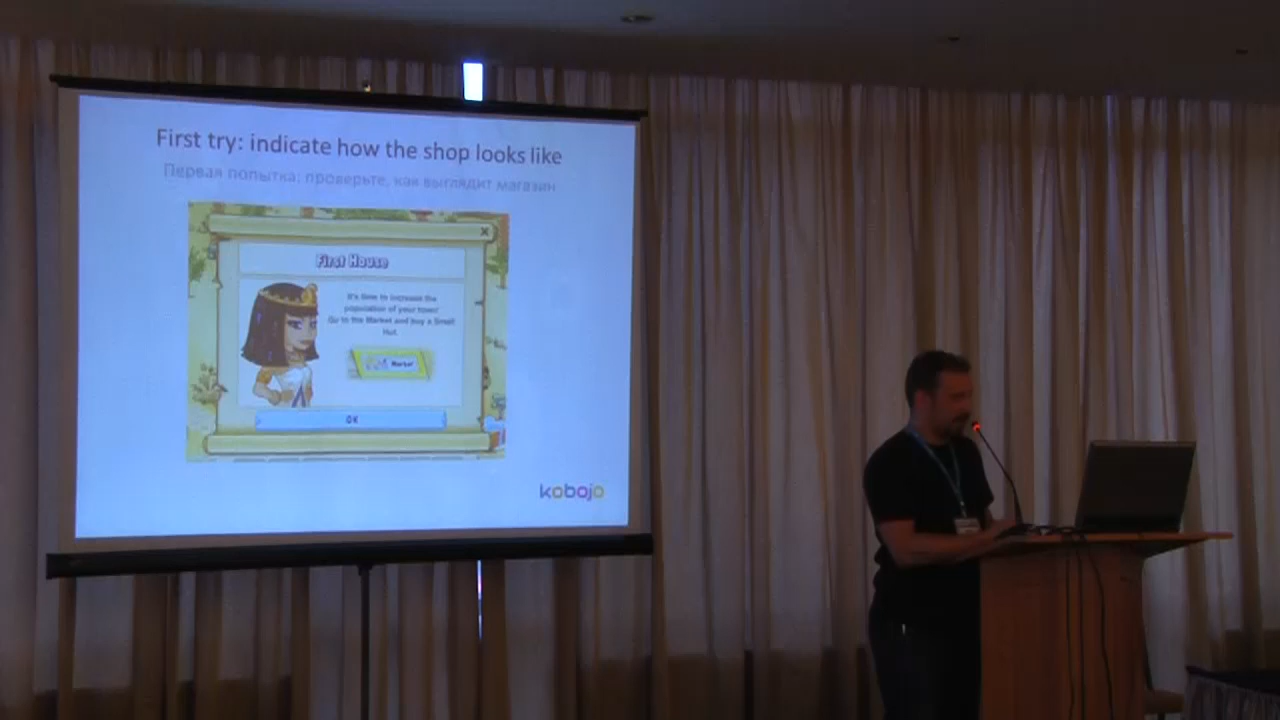 First try: indicate how the shop looks like
Первая попытка: проверьте, как выглядит магазин
X
First House
It's time to increase the
population of your town!
Go to the Market and buy a Small
Hut.
Market
OK
kobojo